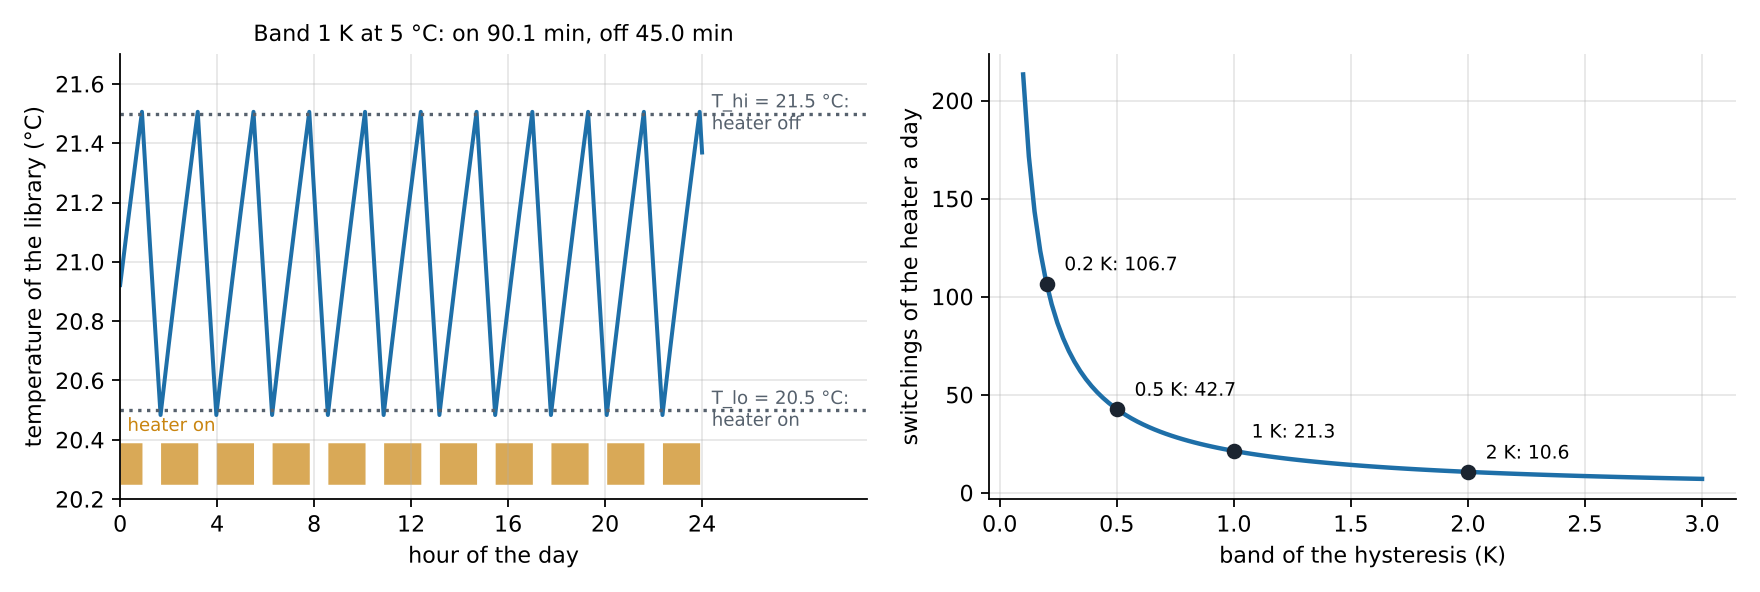 Band 1 K at 5 °C: on 90.1 min, off 45.0 min
temperature of the library (°C)
21.6
21.4
21.2
21.0
20.8
20.6
20.4
20.2
T_hi = 21.5 °C:
heater off
T_lo = 20.5 °C:
heater on
heater on
0
4
8
12
16
20
24
hour of the day
switchings of the heater a day
200
150
100
50
0
0.2 K: 106.7
0.5 K: 42.7
1 K: 21.3
2 K: 10.6
0.0
0.5
1.0
1.5
2.0
2.5
3.0
band of the hysteresis (K)